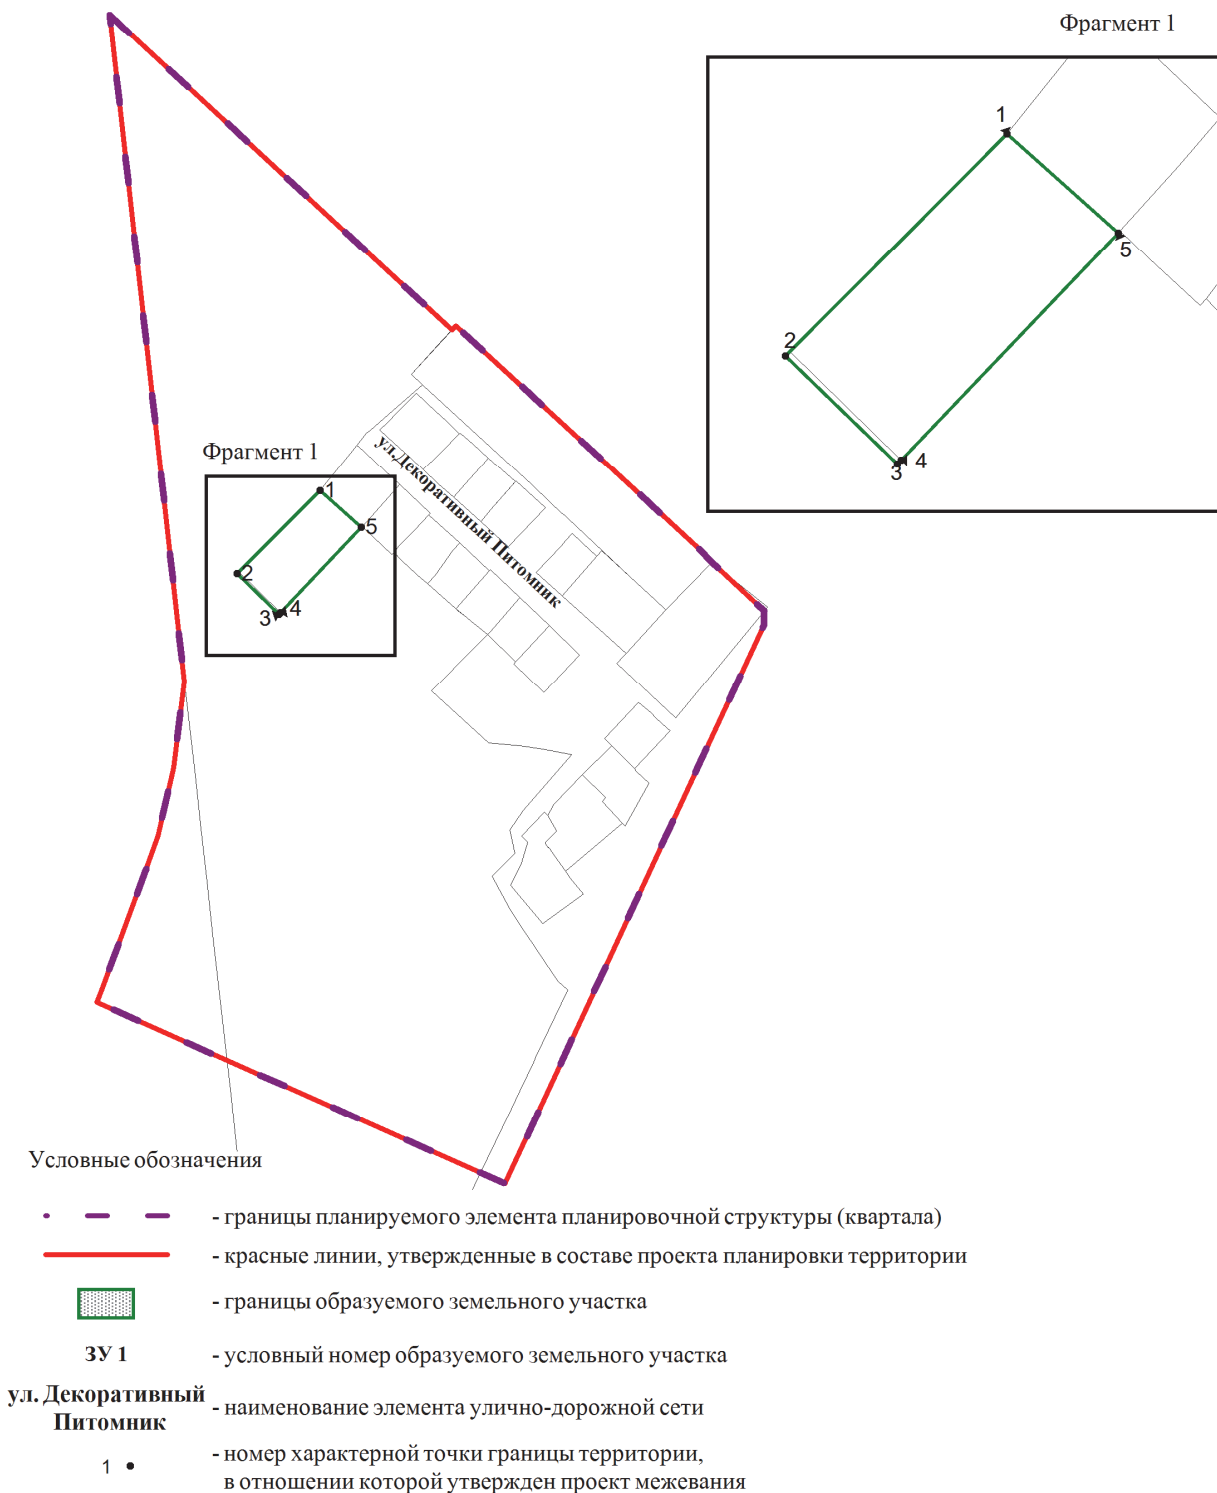 Фрагмент 1
1
5
2
4
3
Фрагмент 1
1
5
2
4
3
ул.Декоративный Питомник
Условные обозначения
- границы планируемого элемента планировочной структуры (квартала)
- красные линии, утвержденные в составе проекта планировки территории
- границы образуемого земельного участка
ЗУ 1 - условный номер образуемого земельного участка
ул. Декоративный
Питомник
- наименование элемента улично-дорожной сети
1
- номер характерной точки границы территории,
в отношении которой утвержден проект межевания